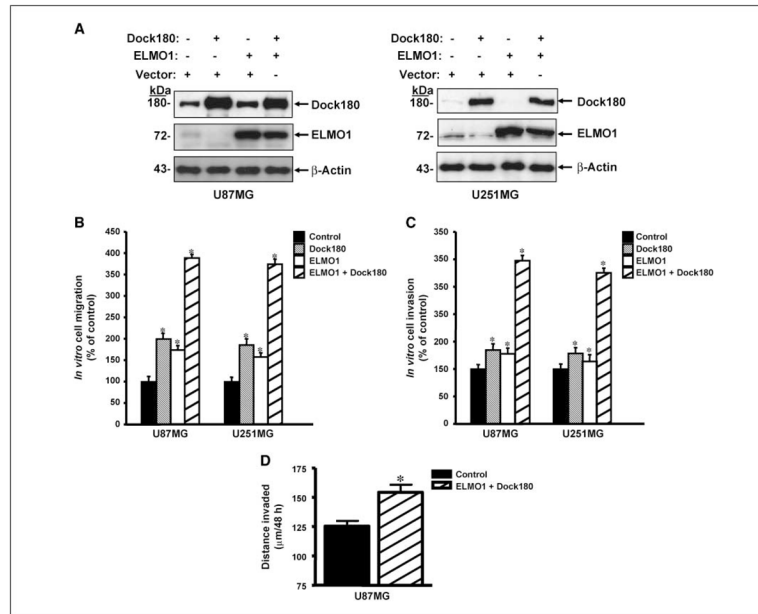 A
Dock180: - + - +
ELMO1: - - + +
Vector: + + + -
kDa
180- Dock180
72- ELMO1
43- β-Actin
U87MG
Dock180: - + - +
ELMO1: - - + +
Vector: + + + -
kDa
180- Dock180
72- ELMO1
43- β-Actin
U251MG
B
Control
Dock180
ELMO1
ELMO1 + Dock180
In vitro cell migration
(% of control)
450
400
350
300
250
200
150
100
50
0
* * * * * *
U87MG U251MG
C
Control
Dock180
ELMO1
ELMO1 + Dock180
In vitro cell invasion
(% of control)
350
350
350
350
150
100
50
0
* * * * * *
U87MG U251MG
D
Control
ELMO1 + Dock180
Distance invaded
(μm/48 h)
175
150
125
100
75
*
U87MG